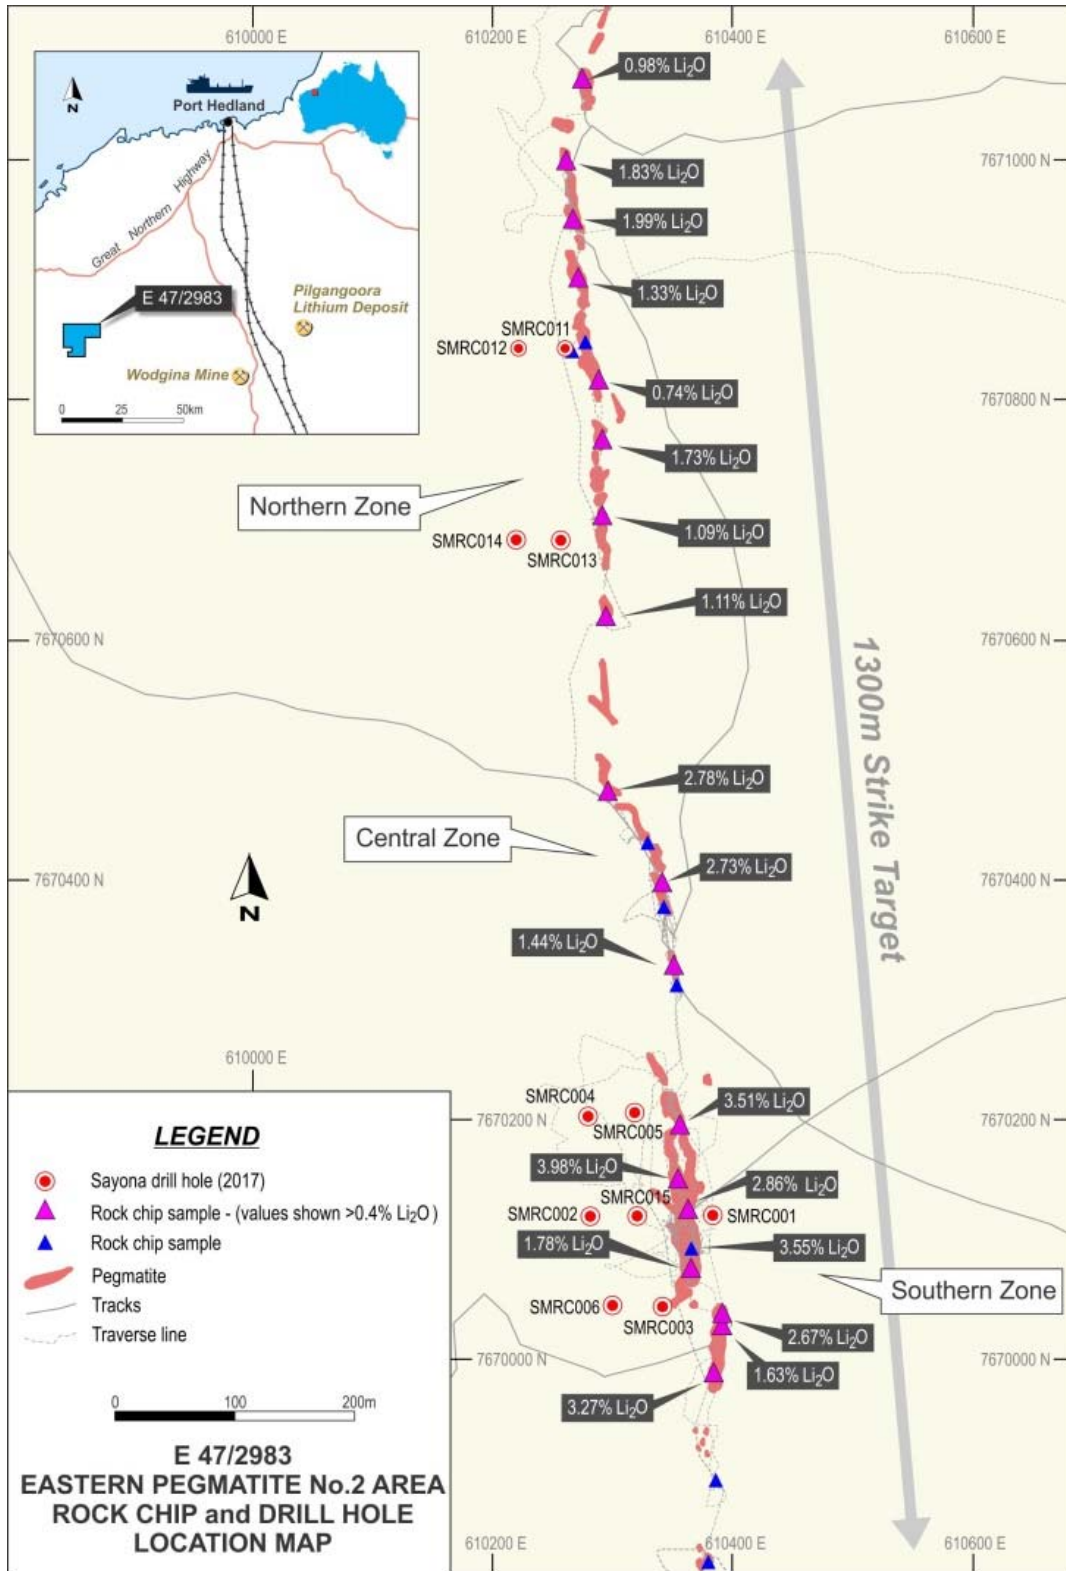 610000 E
610200 E
610400 E
610600 E
N
Port Hedland
Great Northern Highway
E 47/2983
Pilgangoora
Lithium Deposit
Wodgina Mine
0 25 50km
0.98% Li₂O
7671000 N
1.83% Li₂O
1.99% Li₂O
1.33% Li₂O
SMRC011
SMRC012
0.74% Li₂O
7670800 N
1.73% Li₂O
Northern Zone
1.09% Li₂O
SMRC014
SMRC013
1.11% Li₂O
7670600 N
7670600 N
1300m Strike Target
2.78% Li₂O
Central Zone
2.73% Li₂O
7670400 N
7670400 N
N
1.44% Li₂O
610000 E
SMRC004
SMRC005
3.51% Li₂O
7670200 N
7670200 N
3.98% Li₂O
2.86% Li₂O
SMRC015
SMRC002
SMRC001
1.78% Li₂O
3.55% Li₂O
Southern Zone
SMRC006
SMRC003
2.67% Li₂O
7670000 N
7670000 N
1.63% Li₂O
3.27% Li₂O
LEGEND
Sayona drill hole (2017)
Rock chip sample - (values shown >0.4% Li₂O )
Rock chip sample
Pegmatite
Tracks
Traverse line
0 100 200m
E 47/2983
EASTERN PEGMATITE No.2 AREA
ROCK CHIP and DRILL HOLE
LOCATION MAP
610200 E
610400 E
610600 E